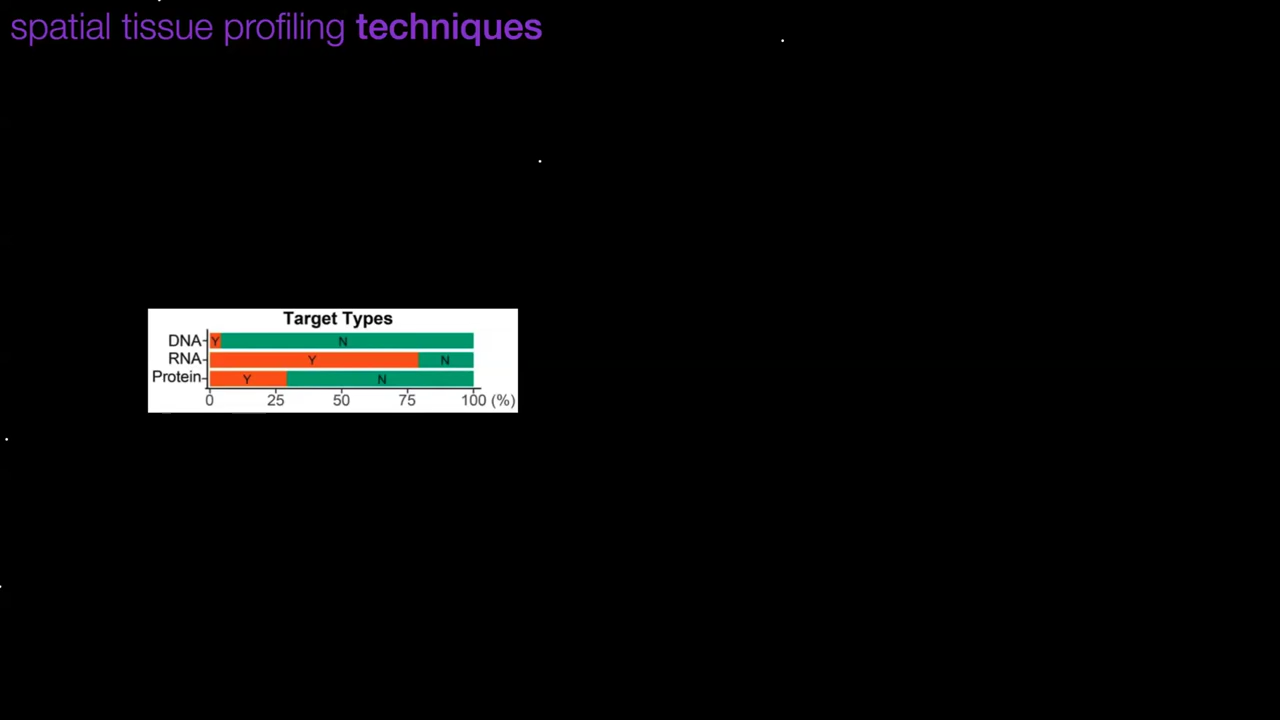 spatial tissue profiling techniques
Target Types
DNA Y N
RNA Y N
Protein Y N
0 25 50 75 100 (%)